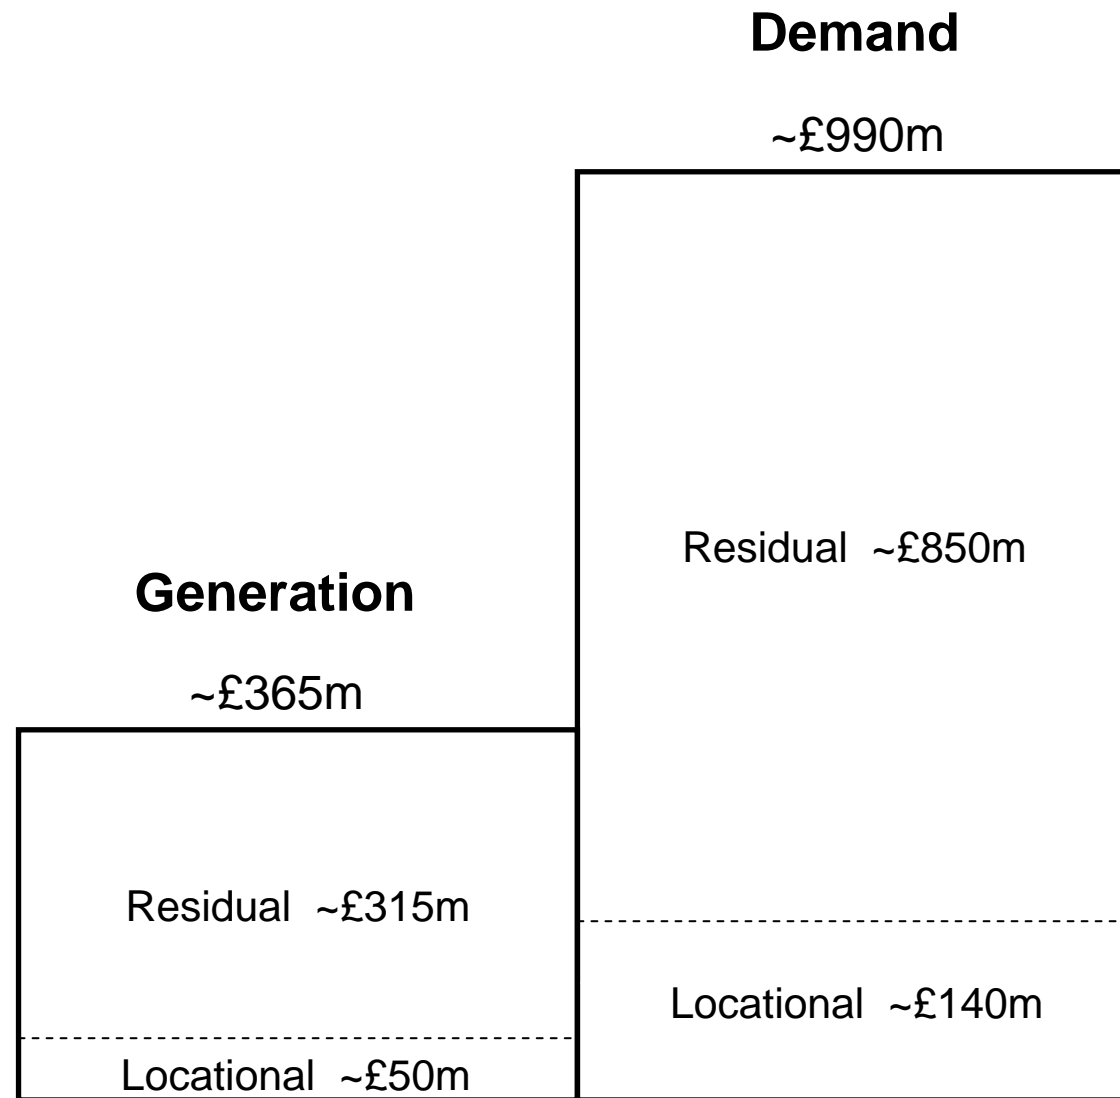 Demand
~£990m
Residual ~£850m
Locational ~£140m
Generation
~£365m
Residual ~£315m
Locational ~£50m